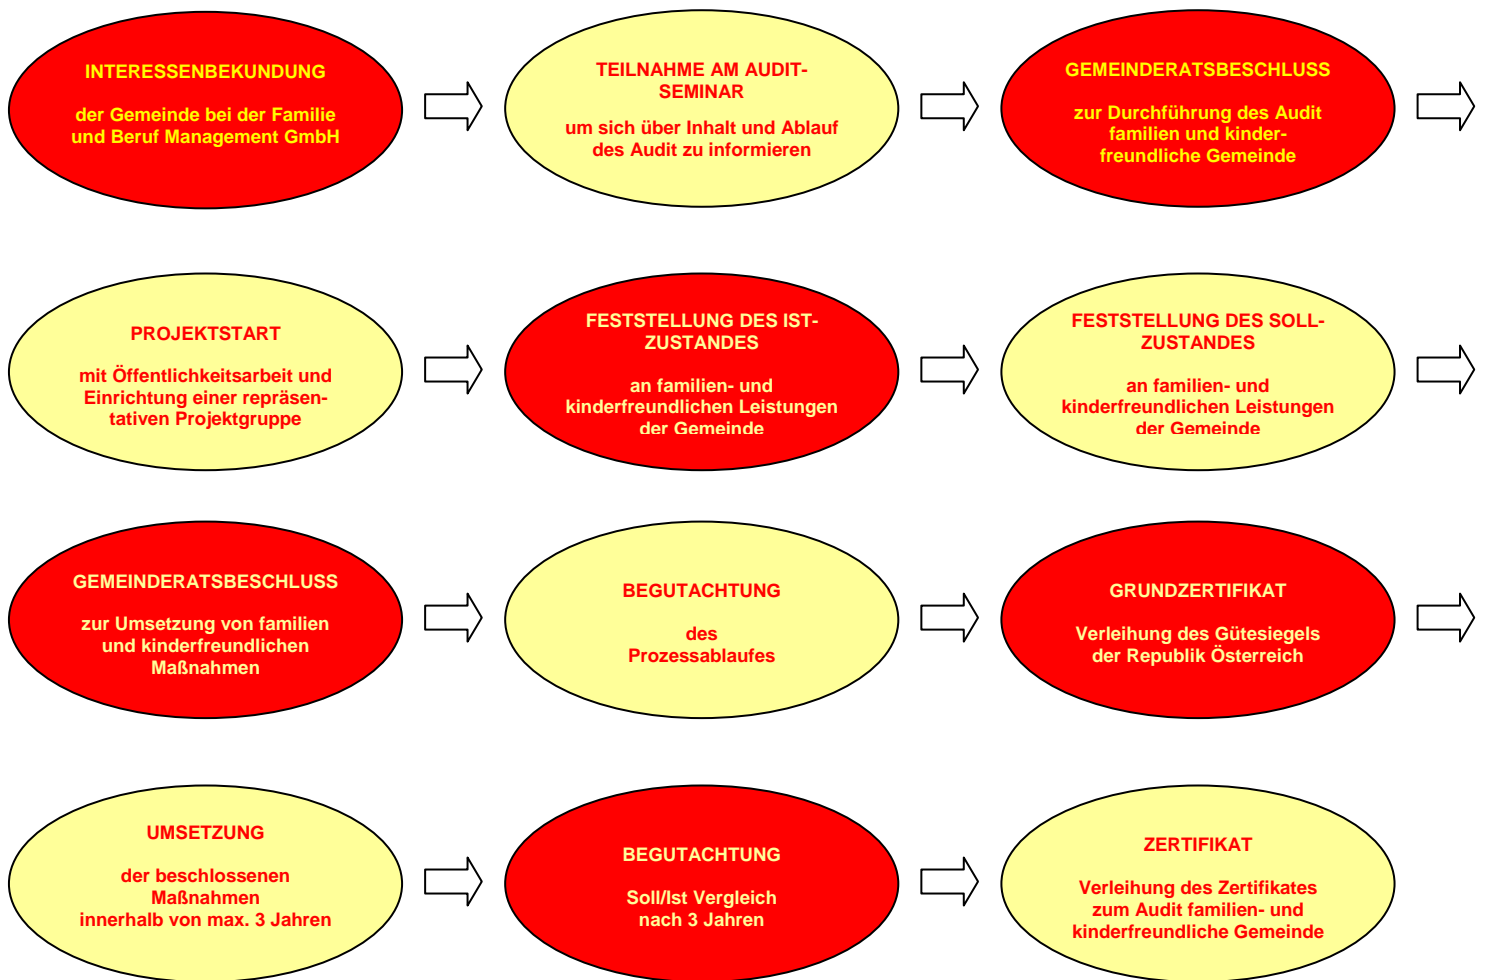 INTERESSENBEKUNDUNG
der Gemeinde bei der Familie
und Beruf Management GmbH
TEILNAHME AM AUDIT-
SEMINAR
um sich über Inhalt und Ablauf
des Audit zu informieren
GEMEINDERATSBESCHLUSS
zur Durchführung des Audit
familien und kinder-
freundliche Gemeinde
PROJEKTSTART
mit Öffentlichkeitsarbeit und
Einrichtung einer repräsen-
tativen Projektgruppe
FESTSTELLUNG DES IST-
ZUSTANDES
an familien- und
kinderfreundlichen Leistungen
der Gemeinde
FESTSTELLUNG DES SOLL-
ZUSTANDES
an familien- und
kinderfreundlichen Leistungen
der Gemeinde
GEMEINDERATSBESCHLUSS
zur Umsetzung von familien
und kinderfreundlichen
Maßnahmen
BEGUTACHTUNG
des
Prozessablaufes
GRUNDZERTIFIKAT
Verleihung des Gütesiegels
der Republik Österreich
UMSETZUNG
der beschlossenen
Maßnahmen
innerhalb von max. 3 Jahren
BEGUTACHTUNG
Soll/Ist Vergleich
nach 3 Jahren
ZERTIFIKAT
Verleihung des Zertifikates
zum Audit familien- und
kinderfreundliche Gemeinde